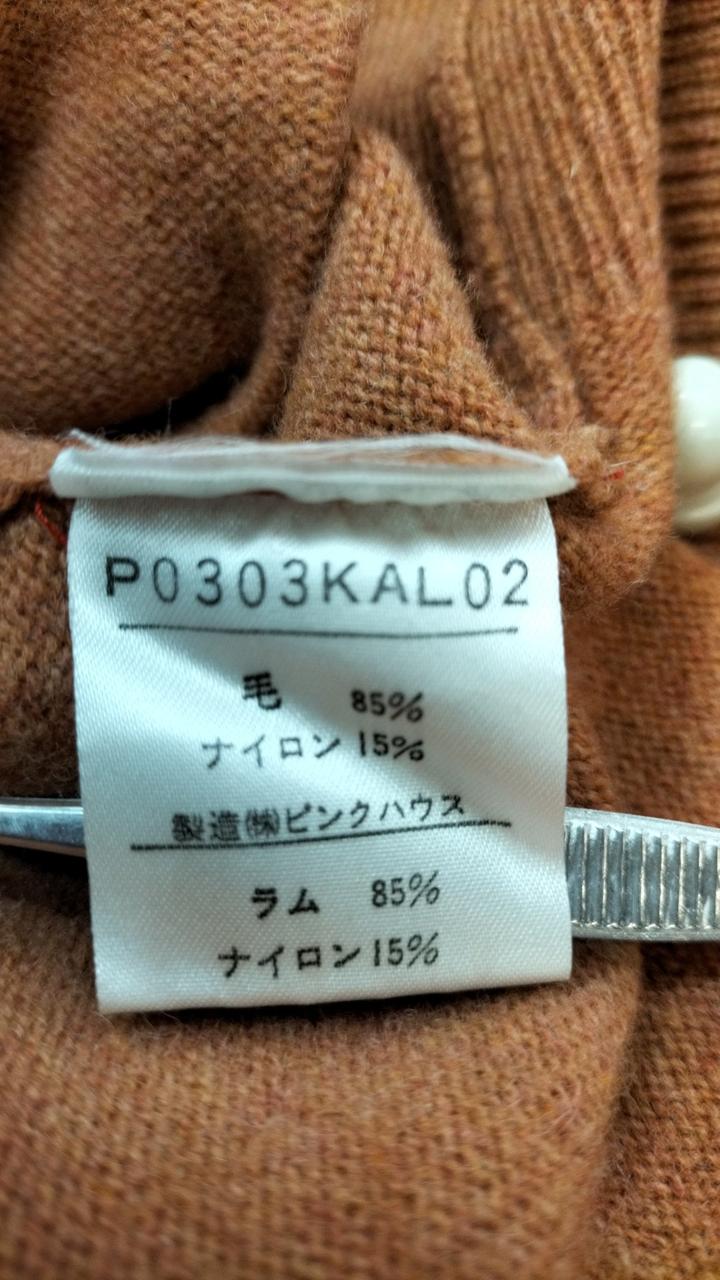 P0303KAL02
毛 85%
ナイロン 15%
製造㈱ピンクハウス
ラム 85%
ナイロン 15%